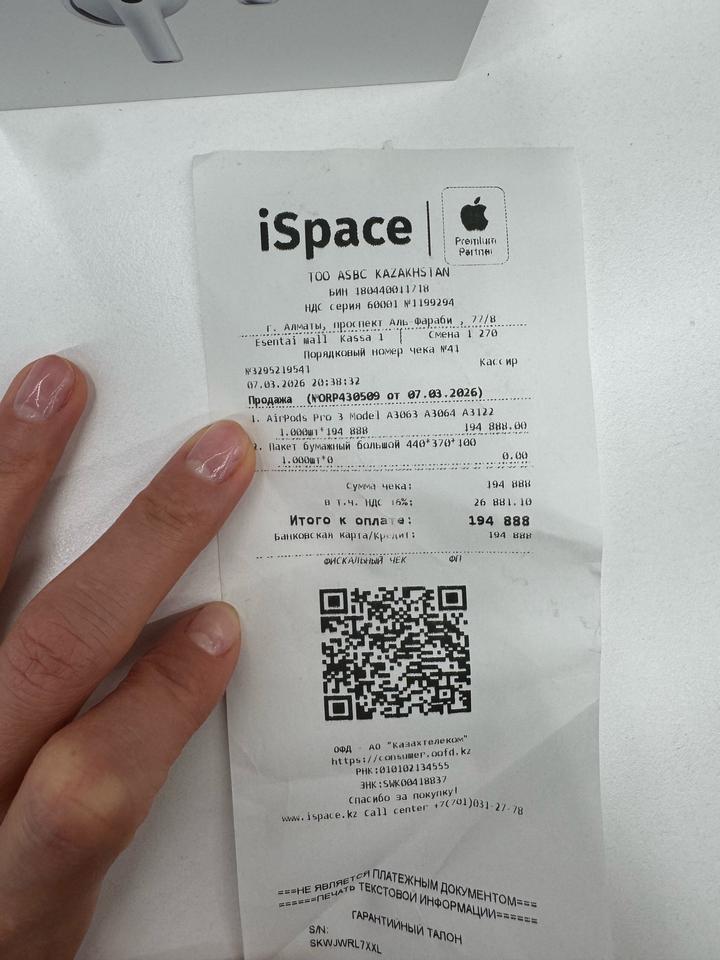 iSpace
Premium
Partner
ТОО ASBC KAZAKHSTAN
БИН 180440011718
НДС серия 60001 №1199294
г. Алматы, проспект Аль-Фараби , 77/8
Esentai mall Kassa 1 | Смена 1 270
Порядковый номер чека №41
№3295219541 Кассир
07.03.2026 20:38:32
Продажа (№ORP430509 от 07.03.2026)
1. AirPods Pro 3 Model A3063 A3064 A3122
1.000шт*194 888 194 888.00
2. Пакет бумажный большой 440*370*100
1.000шт*0 0.00
Сумма чека: 194 888
в т.ч. НДС 16%: 26 881.10
Итого к оплате: 194 888
Банковская карта/Кредит: 194 888
ФИСКАЛЬНЫЙ ЧЕК ФП
ОФД - АО "Казахтелеком"
https://consumer.oofd.kz
РНК:010102134555
ЗНК:SWK00418837
Спасибо за покупку!
www.ispace.kz Call center +7(701)031-27-78
===НЕ ЯВЛЯЕТСЯ ПЛАТЕЖНЫМ ДОКУМЕНТОМ===
======ПЕЧАТЬ ТЕКСТОВОЙ ИНФОРМАЦИИ======
ГАРАНТИЙНЫЙ ТАЛОН
S/N:
SKWJWRL7XXL